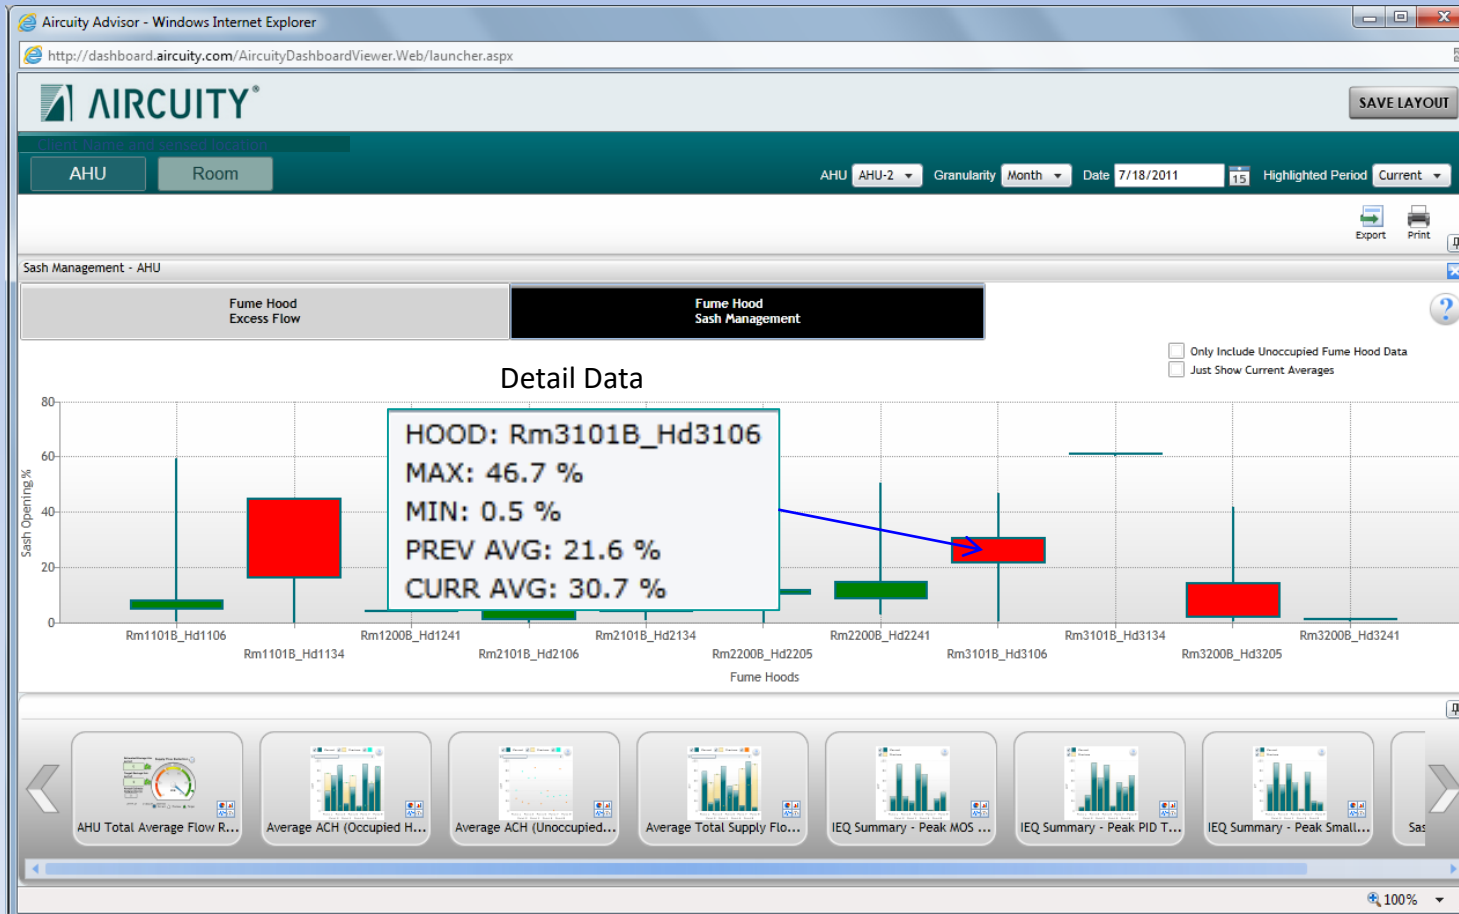 Aircuity Advisor - Windows Internet Explorer
http://dashboard.aircuity.com/AircuityDashboardViewer.Web/launcher.aspx
AIRCUITY®
SAVE LAYOUT
Client Name and sensed location
AHU
Room
AHU
AHU-2
Granularity
Month
Date
7/18/2011
15
Highlighted Period
Current
Export
Print
Sash Management - AHU
Fume Hood
Excess Flow
Fume Hood
Sash Management
?
Only Include Unoccupied Fume Hood Data
Just Show Current Averages
Detail Data
HOOD: Rm3101B_Hd3106
MAX: 46.7 %
MIN: 0.5 %
PREV AVG: 21.6 %
CURR AVG: 30.7 %
Sash Opening,%
80
60
40
20
0
Rm1101B_Hd1106
Rm1101B_Hd1134
Rm1200B_Hd1241
Rm2101B_Hd2106
Rm2101B_Hd2134
Rm2200B_Hd2205
Rm2200B_Hd2241
Rm3101B_Hd3106
Rm3101B_Hd3134
Rm3200B_Hd3205
Rm3200B_Hd3241
Fume Hoods
AHU Total Average Flow R...
Average ACH (Occupied H...
Average ACH (Unoccupied...
Average Total Supply Flo...
IEQ Summary - Peak MOS ...
IEQ Summary - Peak PID T...
IEQ Summary - Peak Small...
Sas
100%